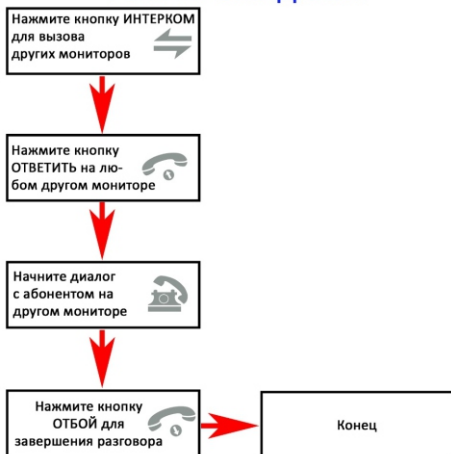 Нажмите кнопку ИНТЕРКОМ
для вызова
других мониторов
Нажмите кнопку
ОТВЕТИТЬ на лю-
бом другом мониторе
Начните диалог
с абонентом на
другом мониторе
Нажмите кнопку
ОТБОЙ для
завершения разговора
Конец